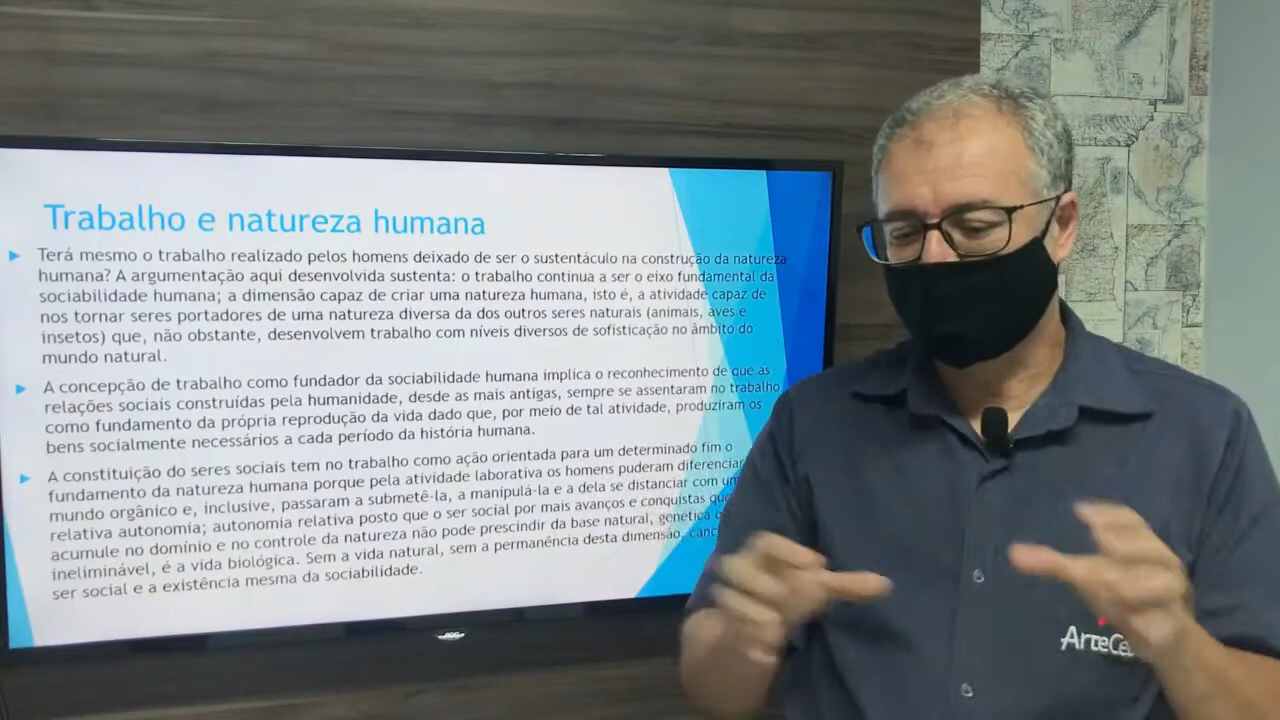 Trabalho e natureza humana
Terá mesmo o trabalho realizado pelos homens deixado de ser o sustentáculo na construção da natureza
humana? A argumentação aqui desenvolvida sustenta: o trabalho continua a ser o eixo fundamental da
sociabilidade humana; a dimensão capaz de criar uma natureza humana, isto é, a atividade capaz de
nos tornar seres portadores de uma natureza diversa da dos outros seres naturais (animais, aves e
insetos) que, não obstante, desenvolvem trabalho com níveis diversos de sofisticação no âmbito do
mundo natural.
A concepção de trabalho como fundador da sociabilidade humana implica o reconhecimento de que as
relações sociais construídas pela humanidade, desde as mais antigas, sempre se assentaram no trabalho
como fundamento da própria reprodução da vida dado que, por meio de tal atividade, produziram os
bens socialmente necessários a cada período da história humana.
A constituição do seres sociais tem no trabalho como ação orientada para um determinado fim o
fundamento da natureza humana porque pela atividade laborativa os homens puderam diferenciar
mundo orgânico e, inclusive, passaram a submetê-la, a manipulá-la e a dela se distanciar com
relativa autonomia; autonomia relativa posto que o ser social por mais avanços e conquistas
acumule no domínio e no controle da natureza não pode prescindir da base natural, genética
ineliminável, é a vida biológica. Sem a vida natural, sem a permanência desta dimensão,
ser social e a existência mesma da sociabilidade.
AOC